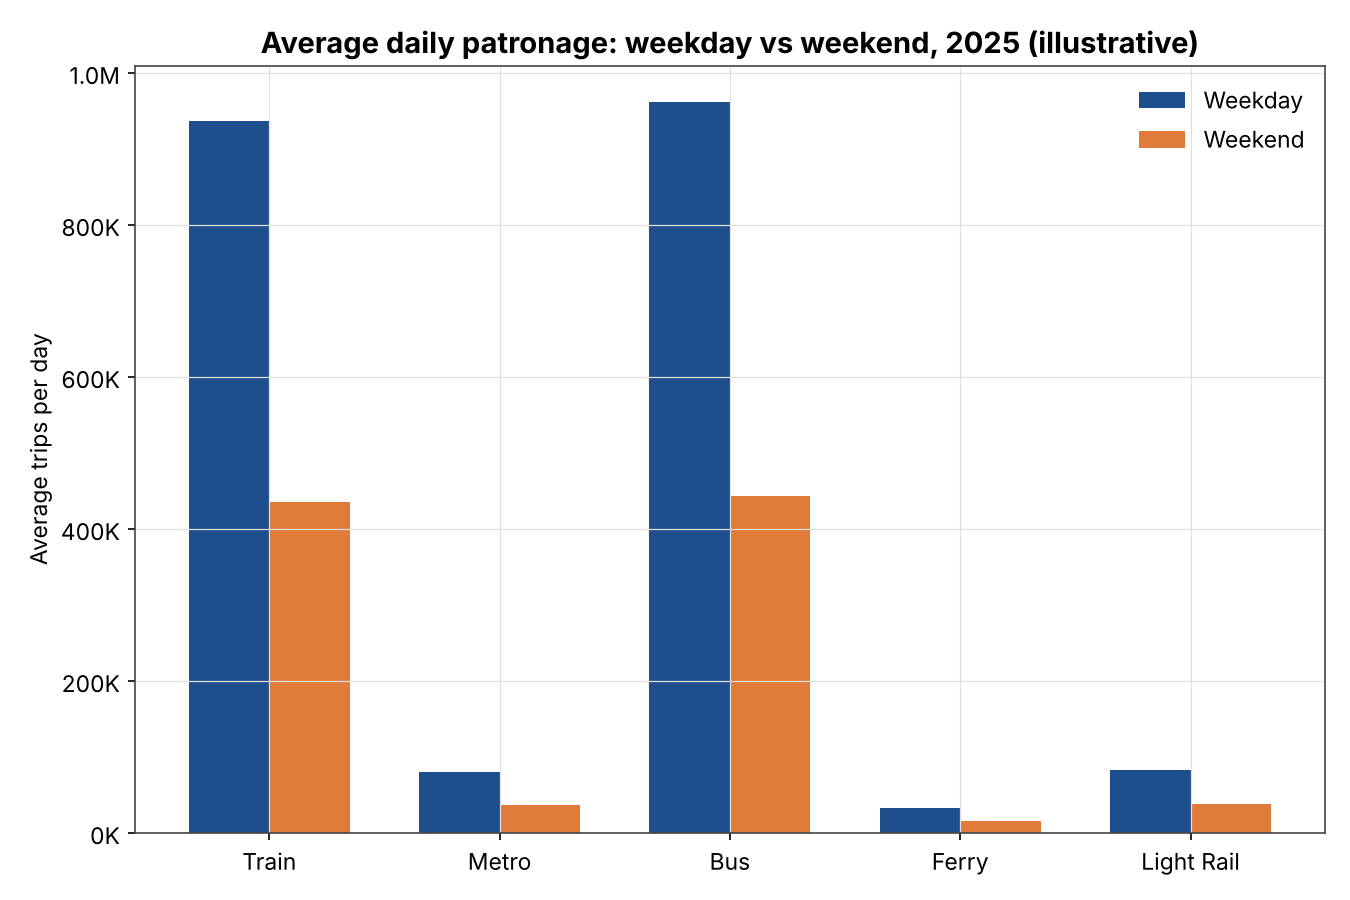 Average daily patronage: weekday vs weekend, 2025 (illustrative)
1.0M
800K
600K
400K
200K
0K
Average trips per day
Weekday
Weekend
Train
Metro
Bus
Ferry
Light Rail